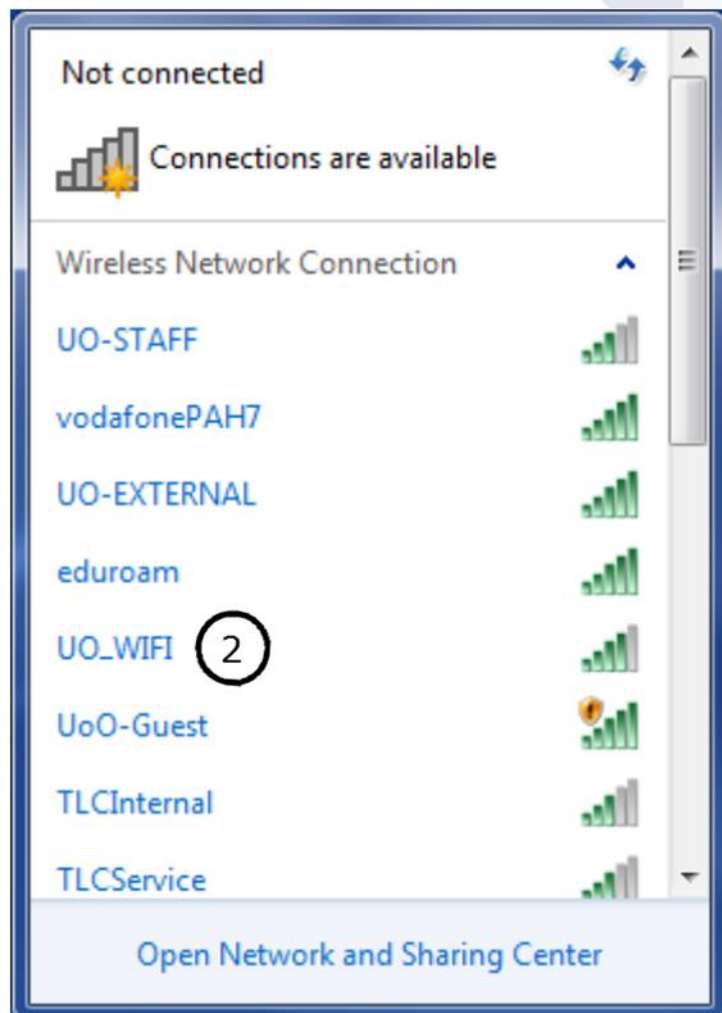 Not connected
Connections are available
Wireless Network Connection
UO-STAFF
vodafonePAH7
UO-EXTERNAL
eduroam
UO_WIFI 2
UoO-Guest
TLCInternal
TLCService
Open Network and Sharing Center